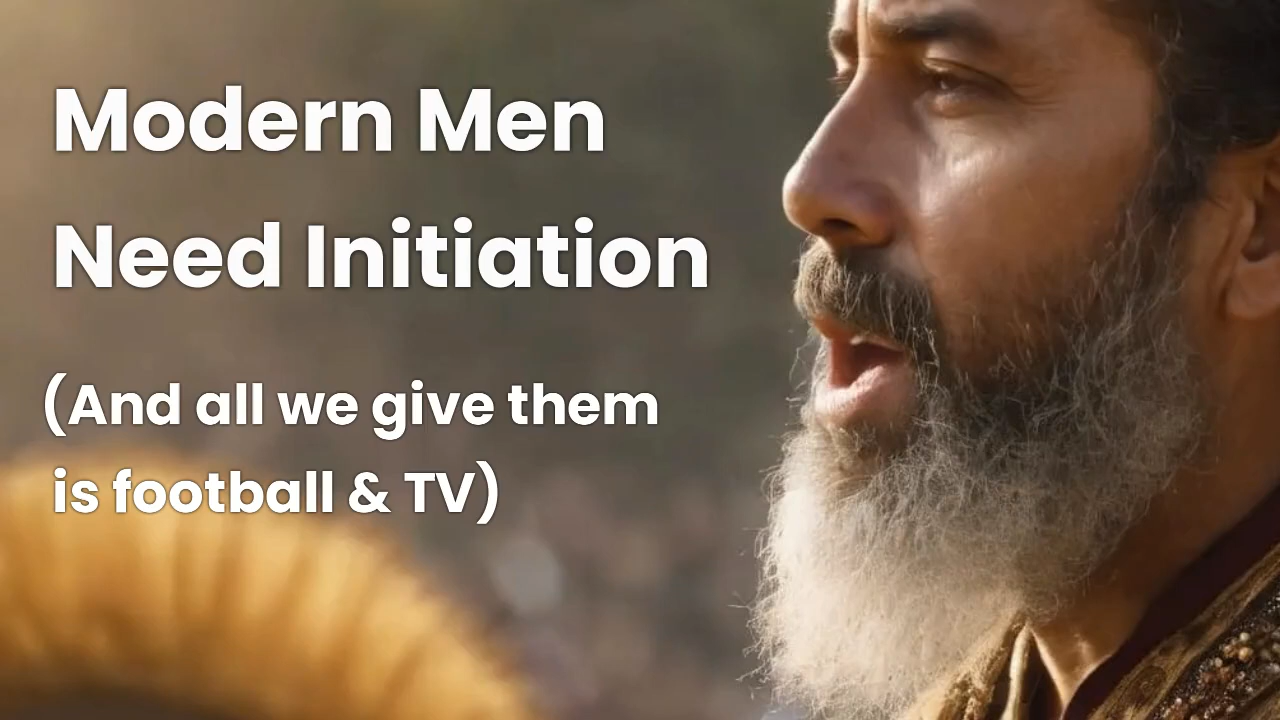 Modern Men
Need Initiation
(And all we give them
is football & TV)